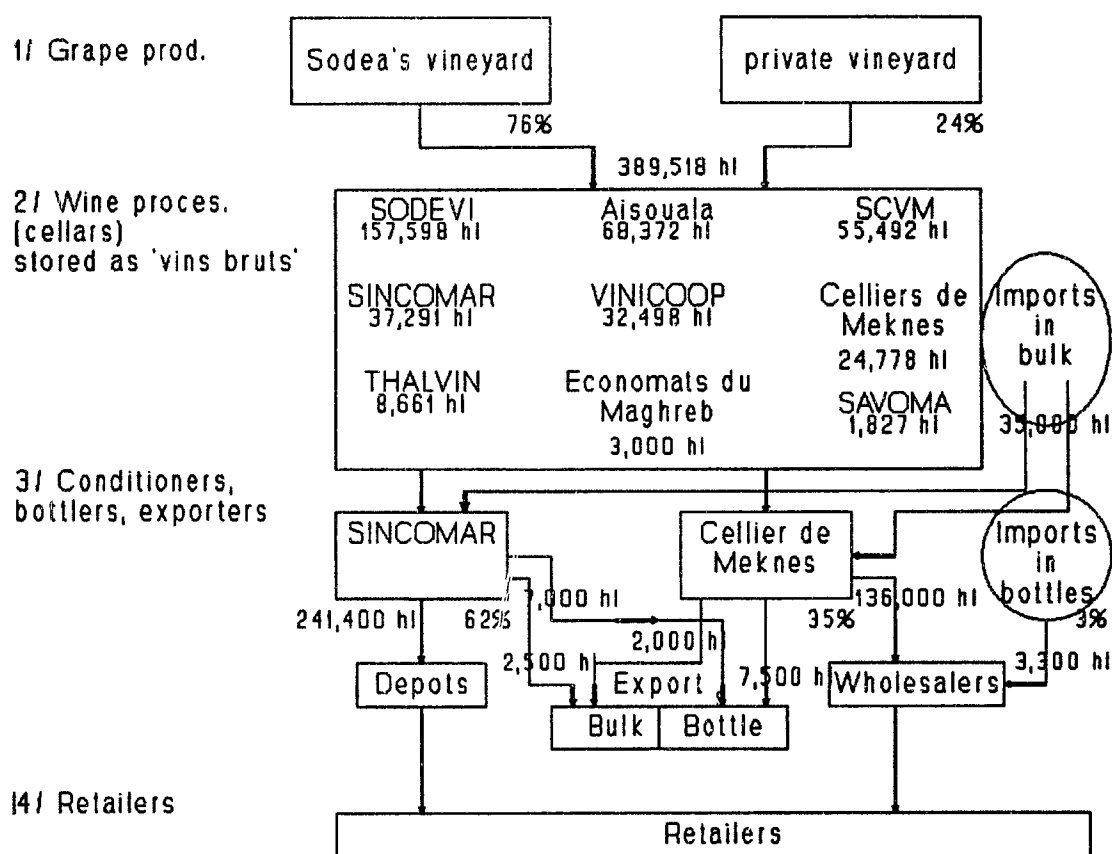 1/ Grape prod.
Sodea's vineyard
private vineyard
76%
24%
389,518 hl
2/ Wine proces.
(cellars)
stored as 'vins bruts'
SODEVI
157,598 hl
Aisouala
68,372 hl
SCVM
55,492 hl
SINCOMAR
37,291 hl
VINICOOP
32,498 hl
Celliers de
Meknes
24,778 hl
Imports
in
bulk
THALVIN
8,661 hl
Economats du
Maghreb
3,000 hl
SAVOMA
1,827 hl
hl
3/ Conditioners,
bottlers, exporters
SINCOMAR
Cellier de
Meknes
Imports
in
bottles
241,400 hl
62%
7,000 hl
2,000 h
35%
136,000 hl
3%
2,500 h
7,500 h
3,300 hl
Depots
Export
Wholesalers
Bulk
Bottle
4/ Retailers
Retailers